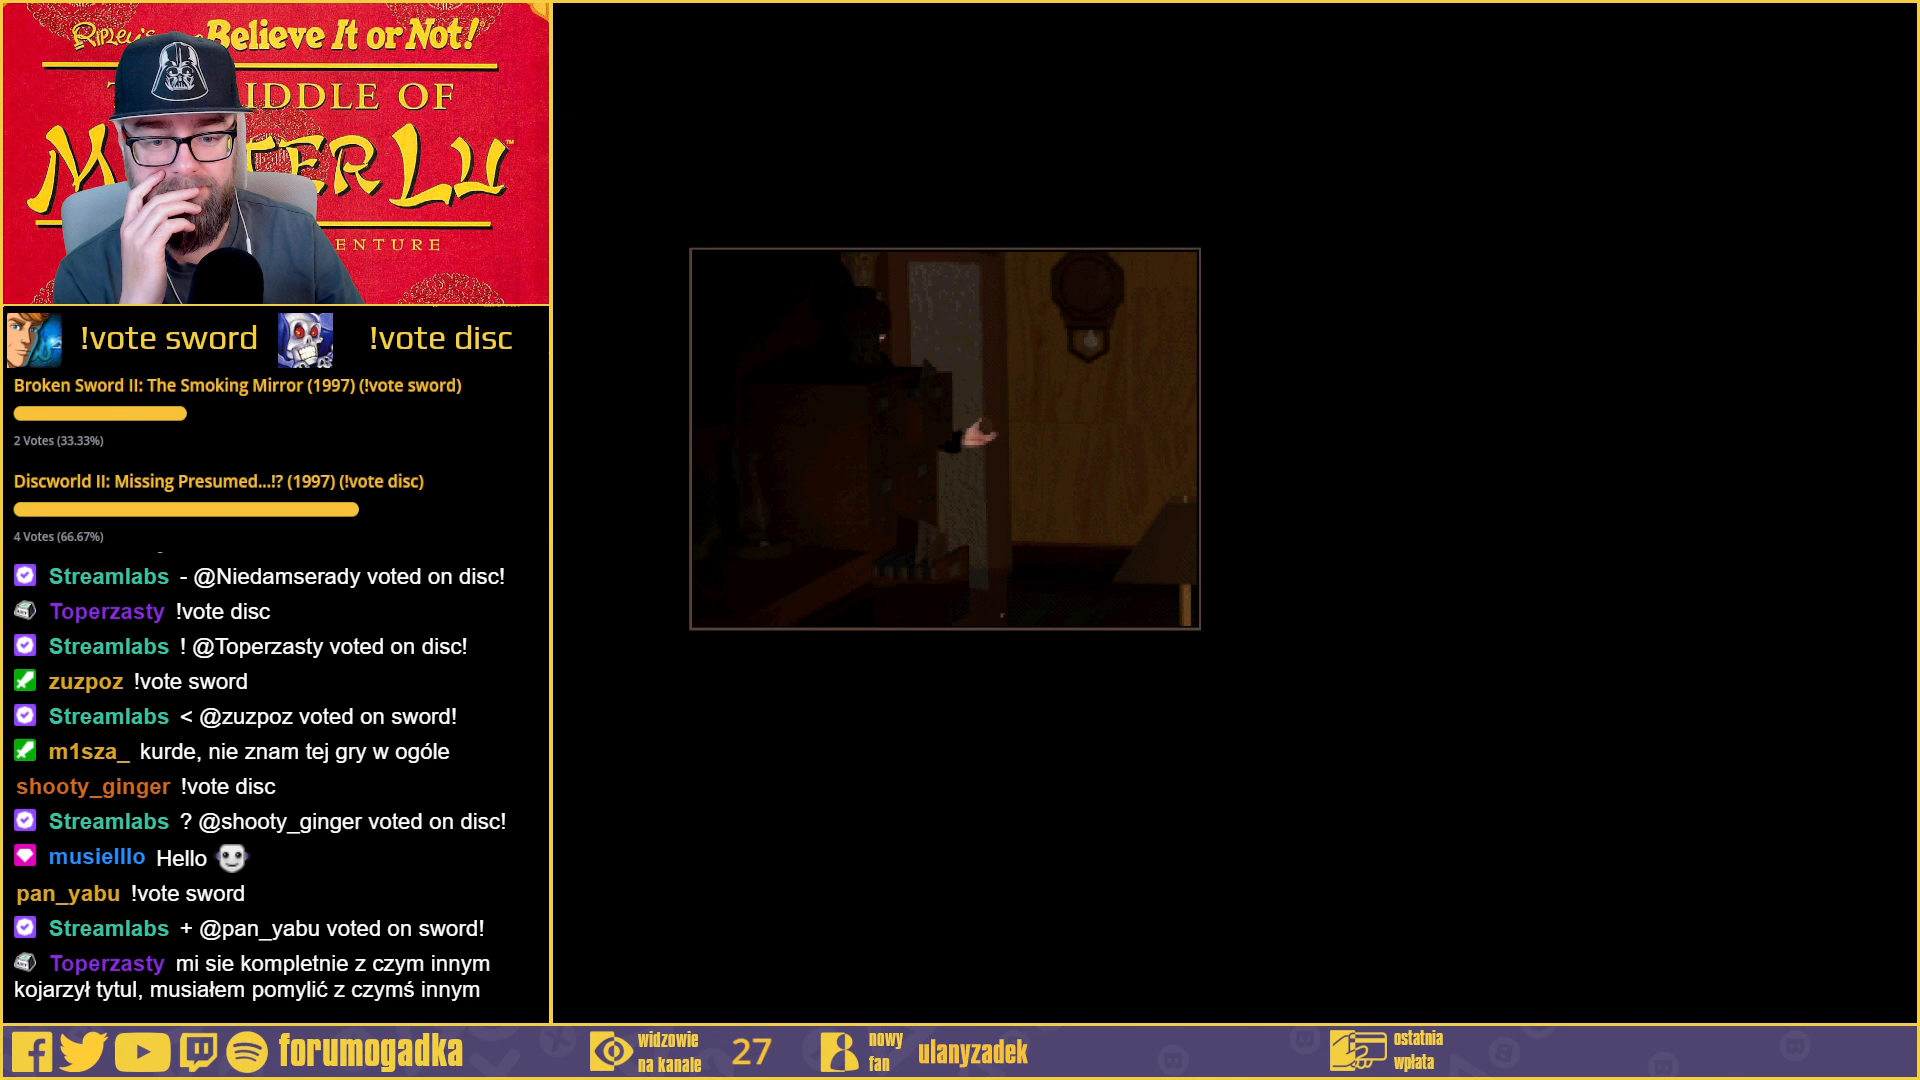 Ripley's Believe It or Not!
IDDLE OF
M TER LU™
ENTURE
!vote sword
!vote disc
Broken Sword II: The Smoking Mirror (1997) (!vote sword)
2 Votes (33.33%)
Discworld II: Missing Presumed...!? (1997) (!vote disc)
4 Votes (66.67%)
Streamlabs - @Niedamserady voted on disc!
Toperzasty !vote disc
Streamlabs ! @Toperzasty voted on disc!
zuzpoz !vote sword
Streamlabs < @zuzpoz voted on sword!
m1sza_ kurde, nie znam tej gry w ogóle
shooty_ginger !vote disc
Streamlabs ? @shooty_ginger voted on disc!
musielllo Hello
pan_yabu !vote sword
Streamlabs + @pan_yabu voted on sword!
Toperzasty mi sie kompletnie z czym innym
kojarzył tytul, musiałem pomylić z czymś innym
forumogadka
widzowie
na kanale
27
nowy
fan
ulanyzadek
ostatnia
wpłata